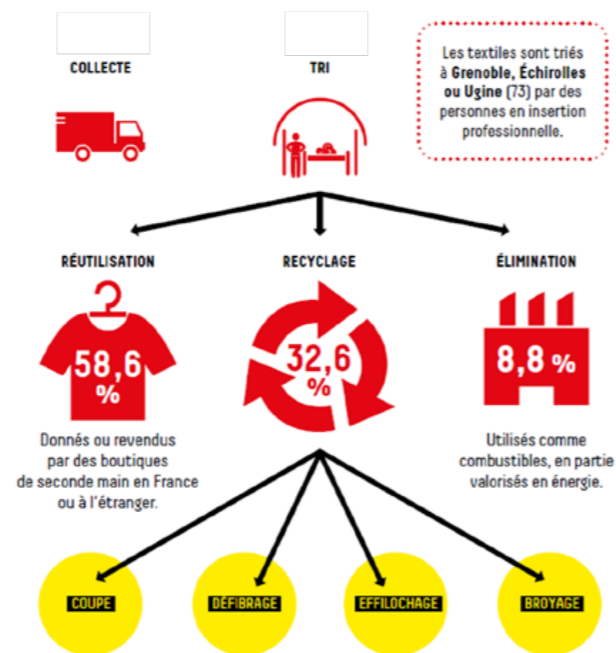 COLLECTE
TRI
Les textiles sont triés
à Grenoble, Échirolles
ou Ugine (73) par des
personnes en insertion
professionnelle.
RÉUTILISATION
RECYCLAGE
ÉLIMINATION
58,6
%
32,6
%
8,8 %
Donnés ou revendus
par des boutiques
de seconde main en France
ou à l'étranger.
Utilisés comme
combustibles, en partie
valorisés en énergie.
COUPE
DÉFIBRAGE
EFFILOCHAGE
BROYAGE